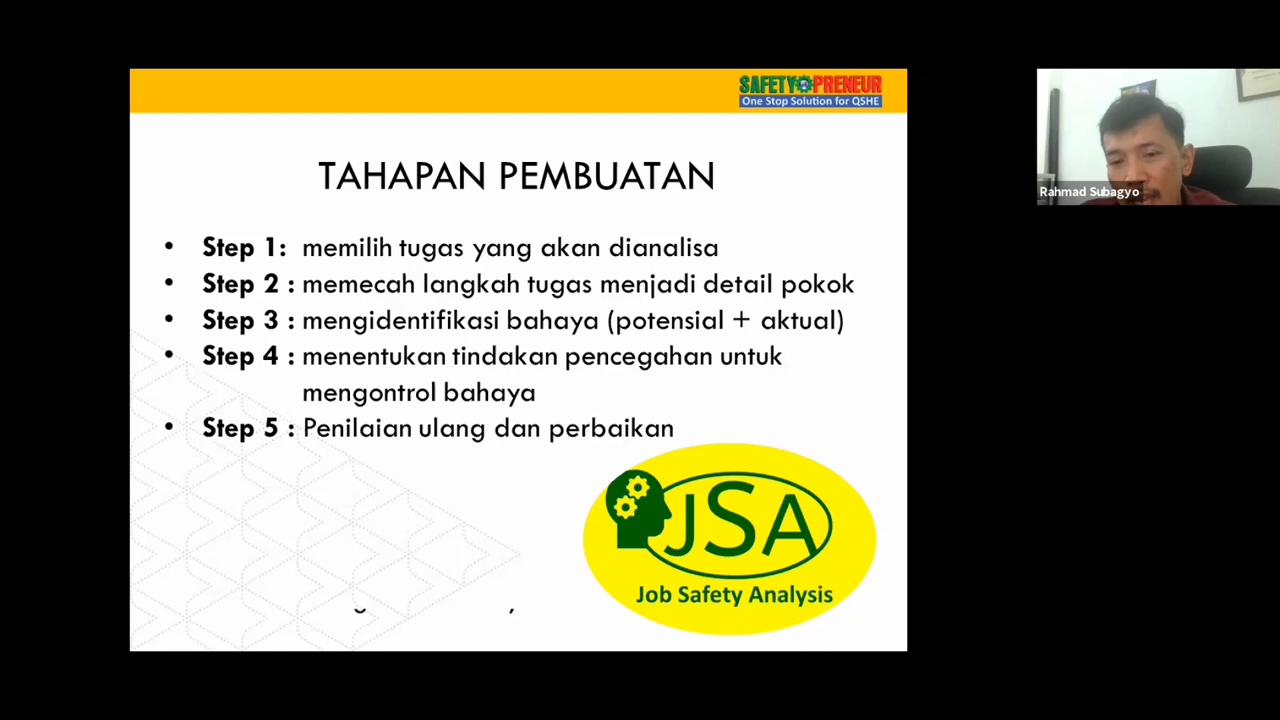 SAFETY PRENEUR
One Stop Solution for QSHE
TAHAPAN PEMBUATAN
• Step 1: memilih tugas yang akan dianalisa
• Step 2 : memecah langkah tugas menjadi detail pokok
• Step 3 : mengidentifikasi bahaya (potensial + aktual)
• Step 4 : menentukan tindakan pencegahan untuk
mengontrol bahaya
• Step 5 : Penilaian ulang dan perbaikan
JSA
Job Safety Analysis
Rahmad Subagyo